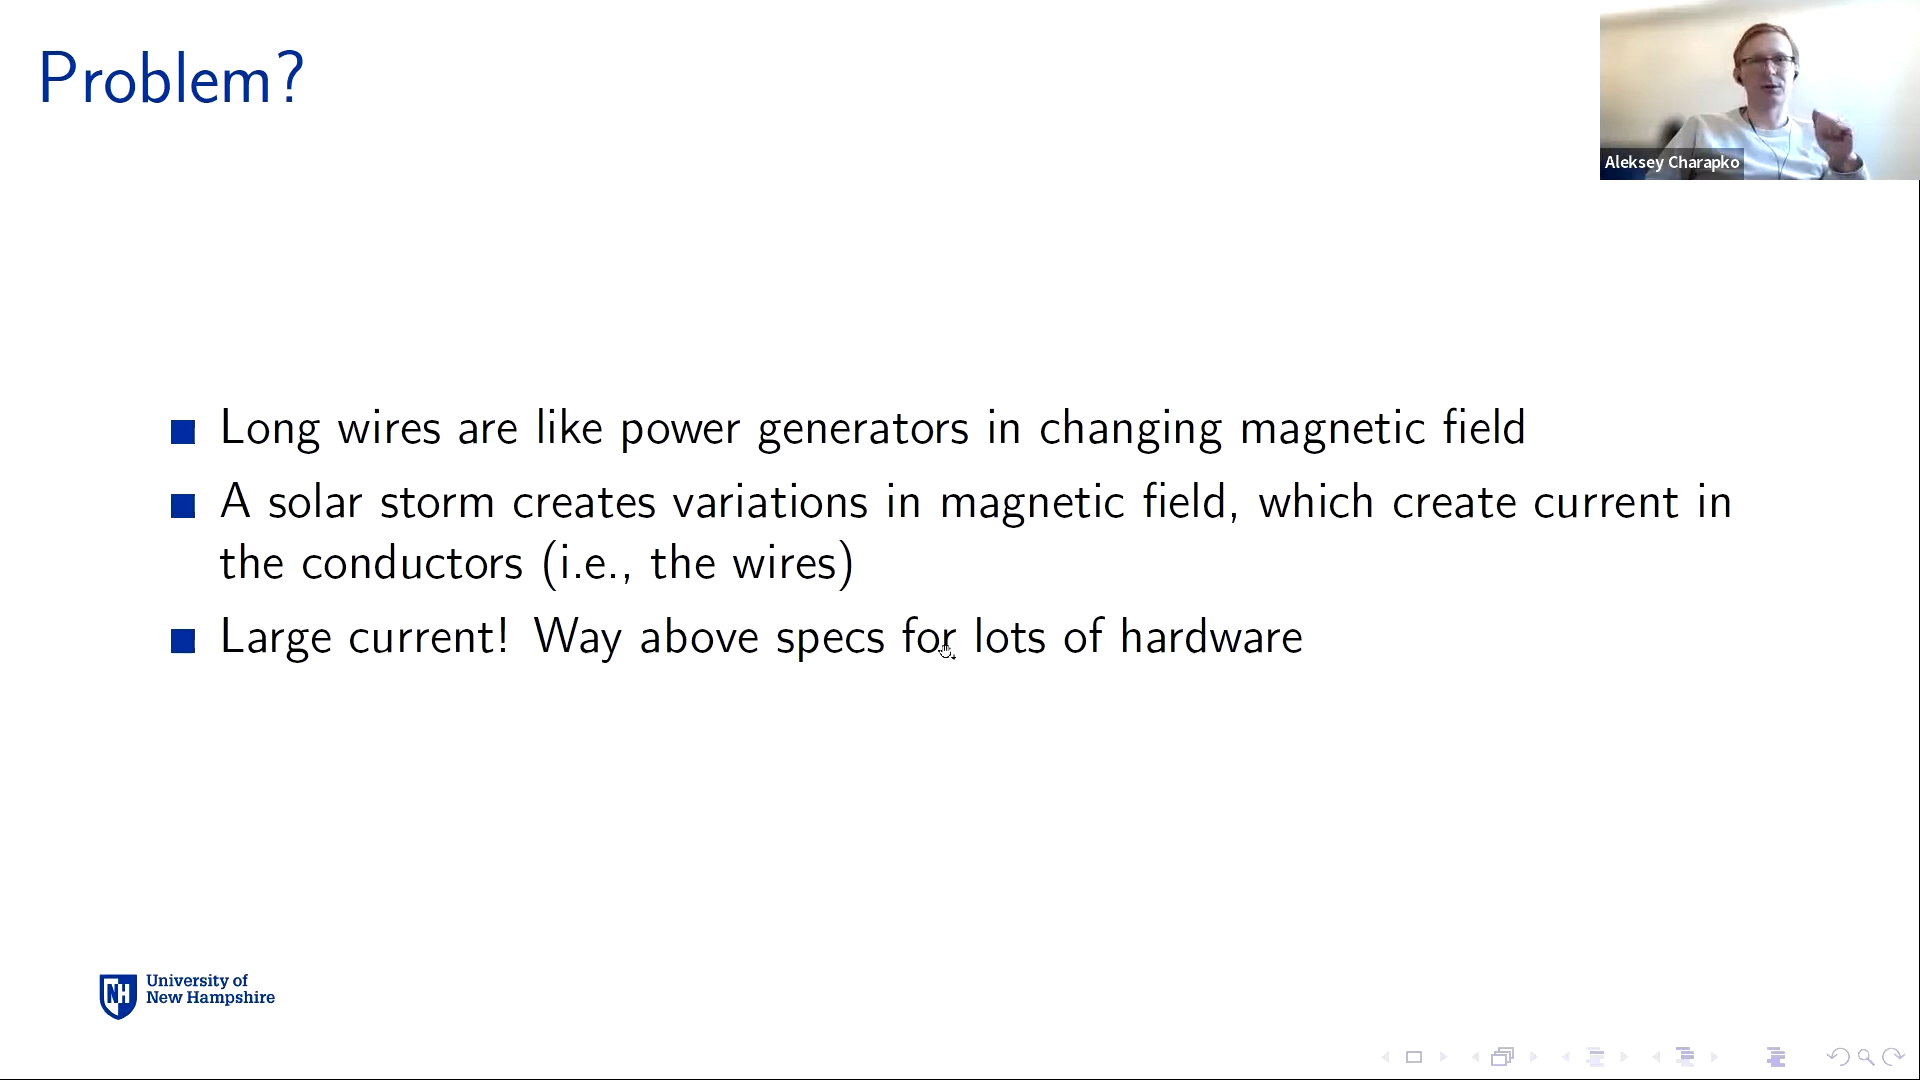 Problem?
Aleksey Charapko
Long wires are like power generators in changing magnetic field
A solar storm creates variations in magnetic field, which create current in
the conductors (i.e., the wires)
Large current! Way above specs for lots of hardware
NH
University of
New Hampshire